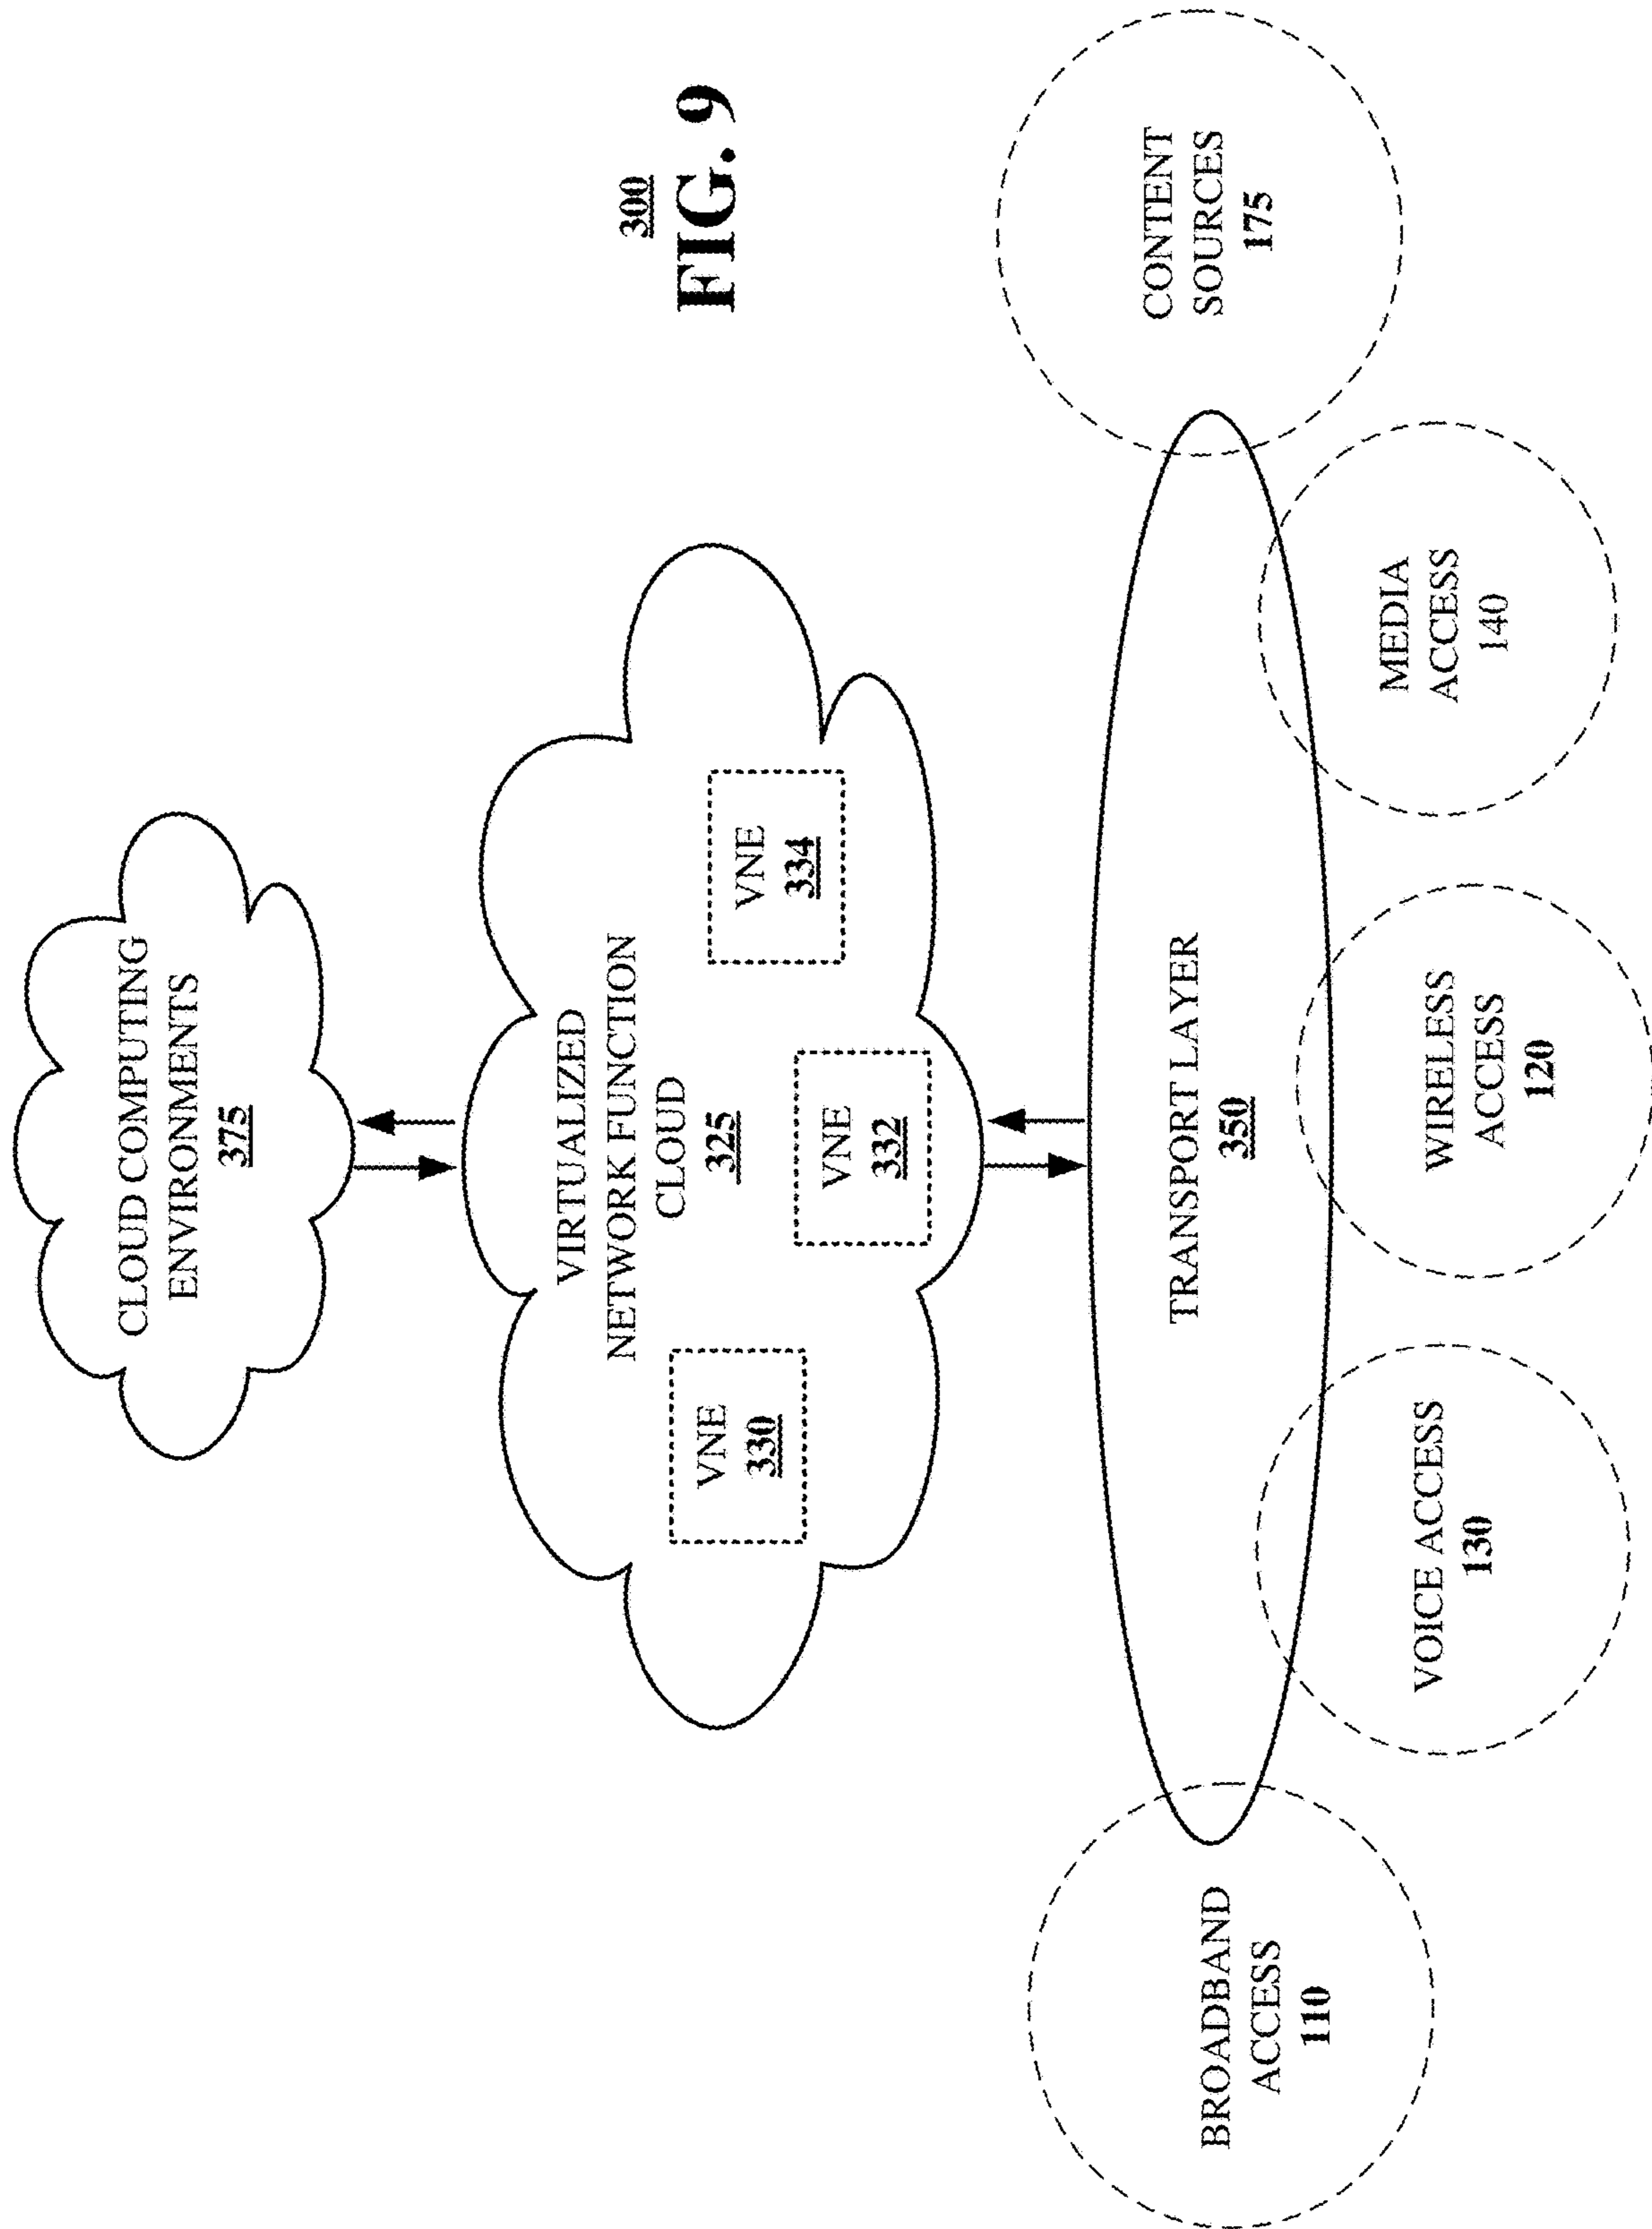 CLOUD COMPUTING
ENVIRONMENTS
375
VIRTUALIZED
NETWORK FUNCTION
CLOUD
325
VNE
330
VNE
332
VNE
334
300
FIG. 9
TRANSPORT LAYER
350
BROADBAND
ACCESS
110
VOICE ACCESS
130
WIRELESS
ACCESS
120
MEDIA
ACCESS
140
CONTENT
SOURCES
175